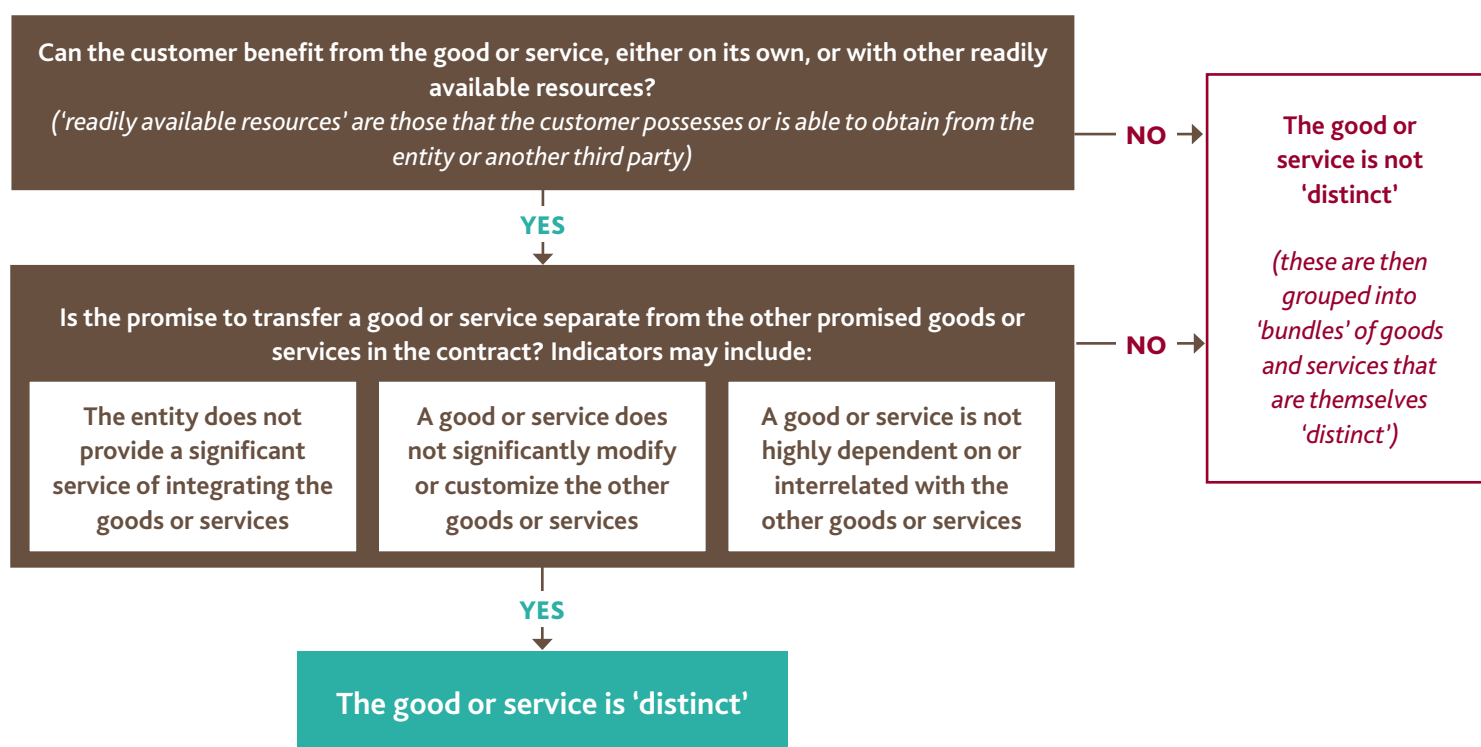 Can the customer benefit from the good or service, either on its own, or with other readily
available resources?
(‘readily available resources’ are those that the customer possesses or is able to obtain from the
entity or another third party)
NO
The good or
service is not
‘distinct’
(these are then
grouped into
‘bundles’ of goods
and services that
are themselves
‘distinct’)
YES
Is the promise to transfer a good or service separate from the other promised goods or
services in the contract? Indicators may include:
NO
The entity does not
provide a significant
service of integrating the
goods or services
A good or service does
not significantly modify
or customize the other
goods or services
A good or service is not
highly dependent on or
interrelated with the
other goods or services
YES
The good or service is ‘distinct’